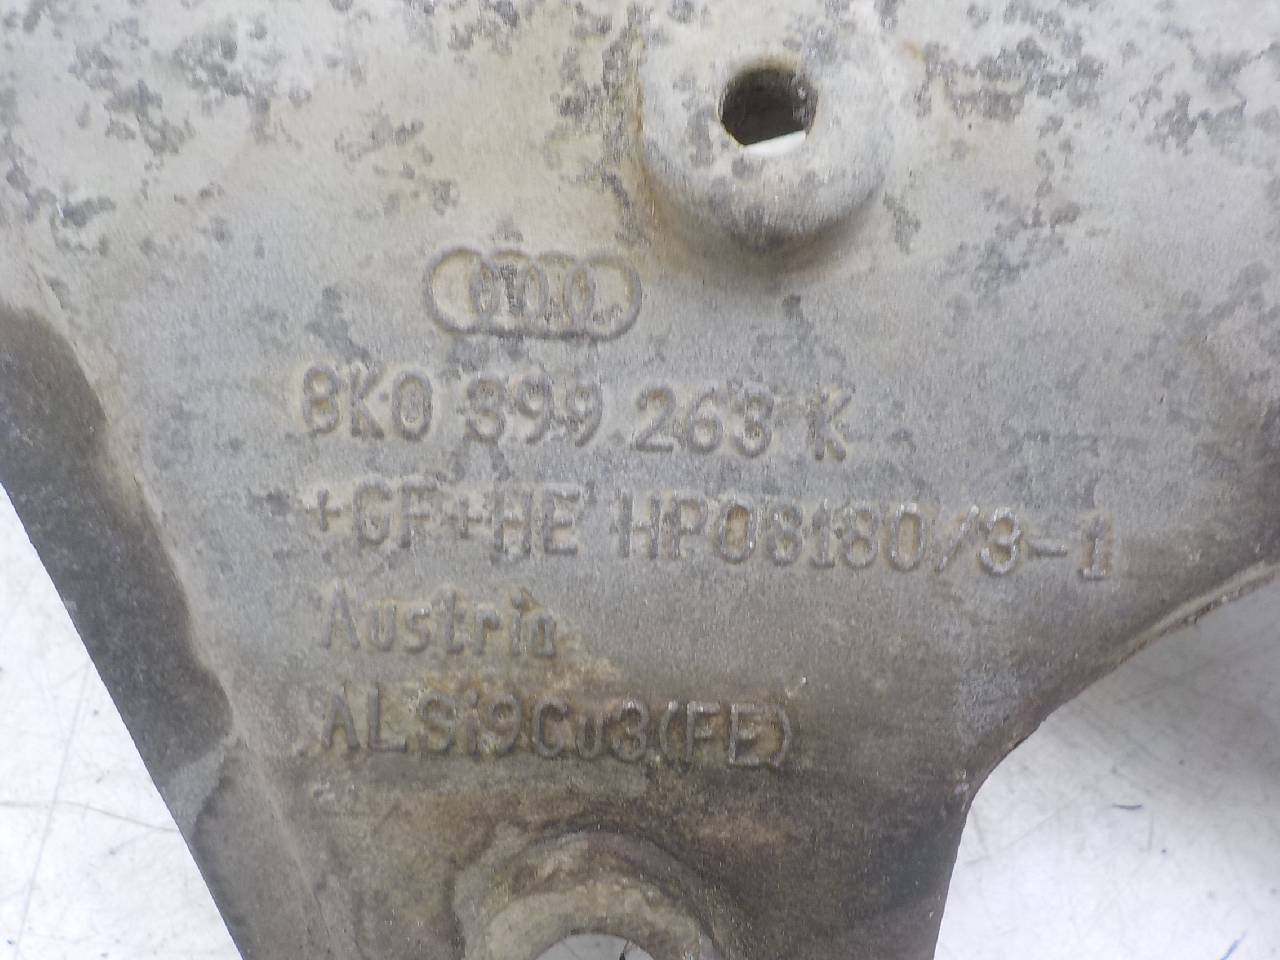 8K0 399 263 K
+GF+HE HP08180/3-1
Austria
ALSi9Cu3(FE)